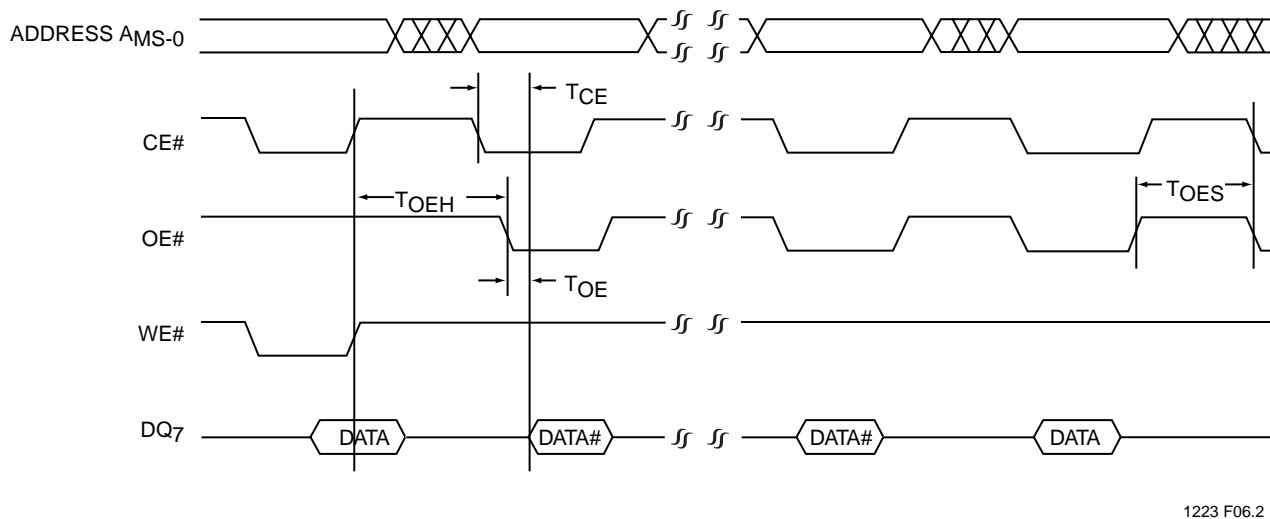 ADDRESS AMS-0
TCE
CE#
TOEH
TOES
OE#
TOE
WE#
DQ7
DATA
DATA#
DATA#
DATA
1223 F06.2